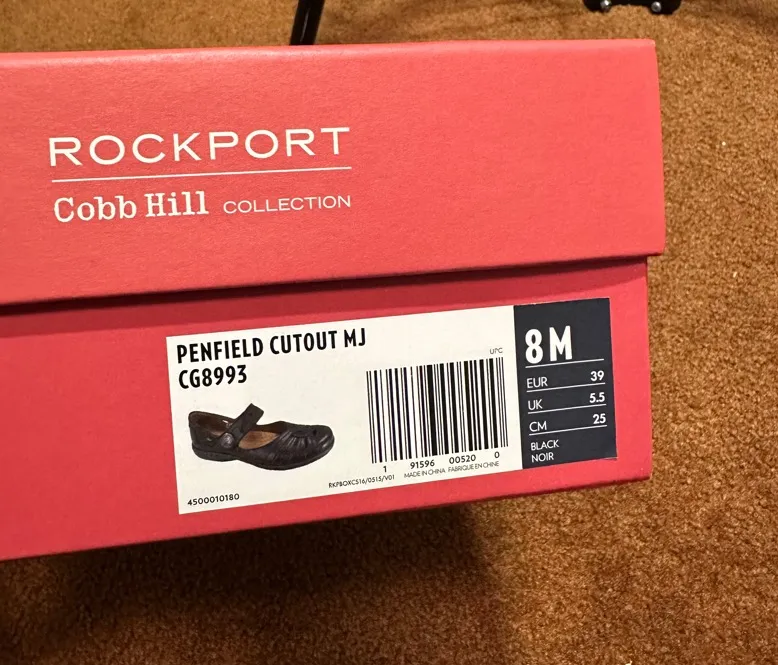 ROCKPORT
Cobb Hill COLLECTION
PENFIELD CUTOUT MJ
CG8993
UPC
1 91596 00520 0
RKPBOXCS16/0515/V01 MADE IN CHINA FABRIQUE EN CHINE
4500010180
8M
EUR 39
UK 5.5
CM 25
BLACK
NOIR